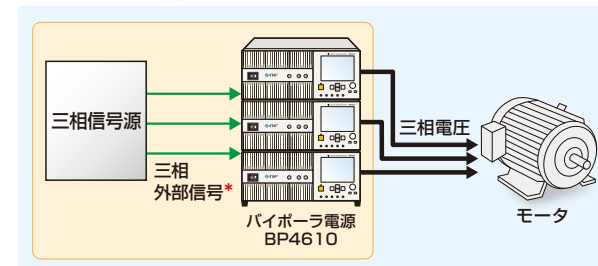 三相信号源
三相
外部信号*
バイポーラ電源
BP4610
三相電圧
モータ